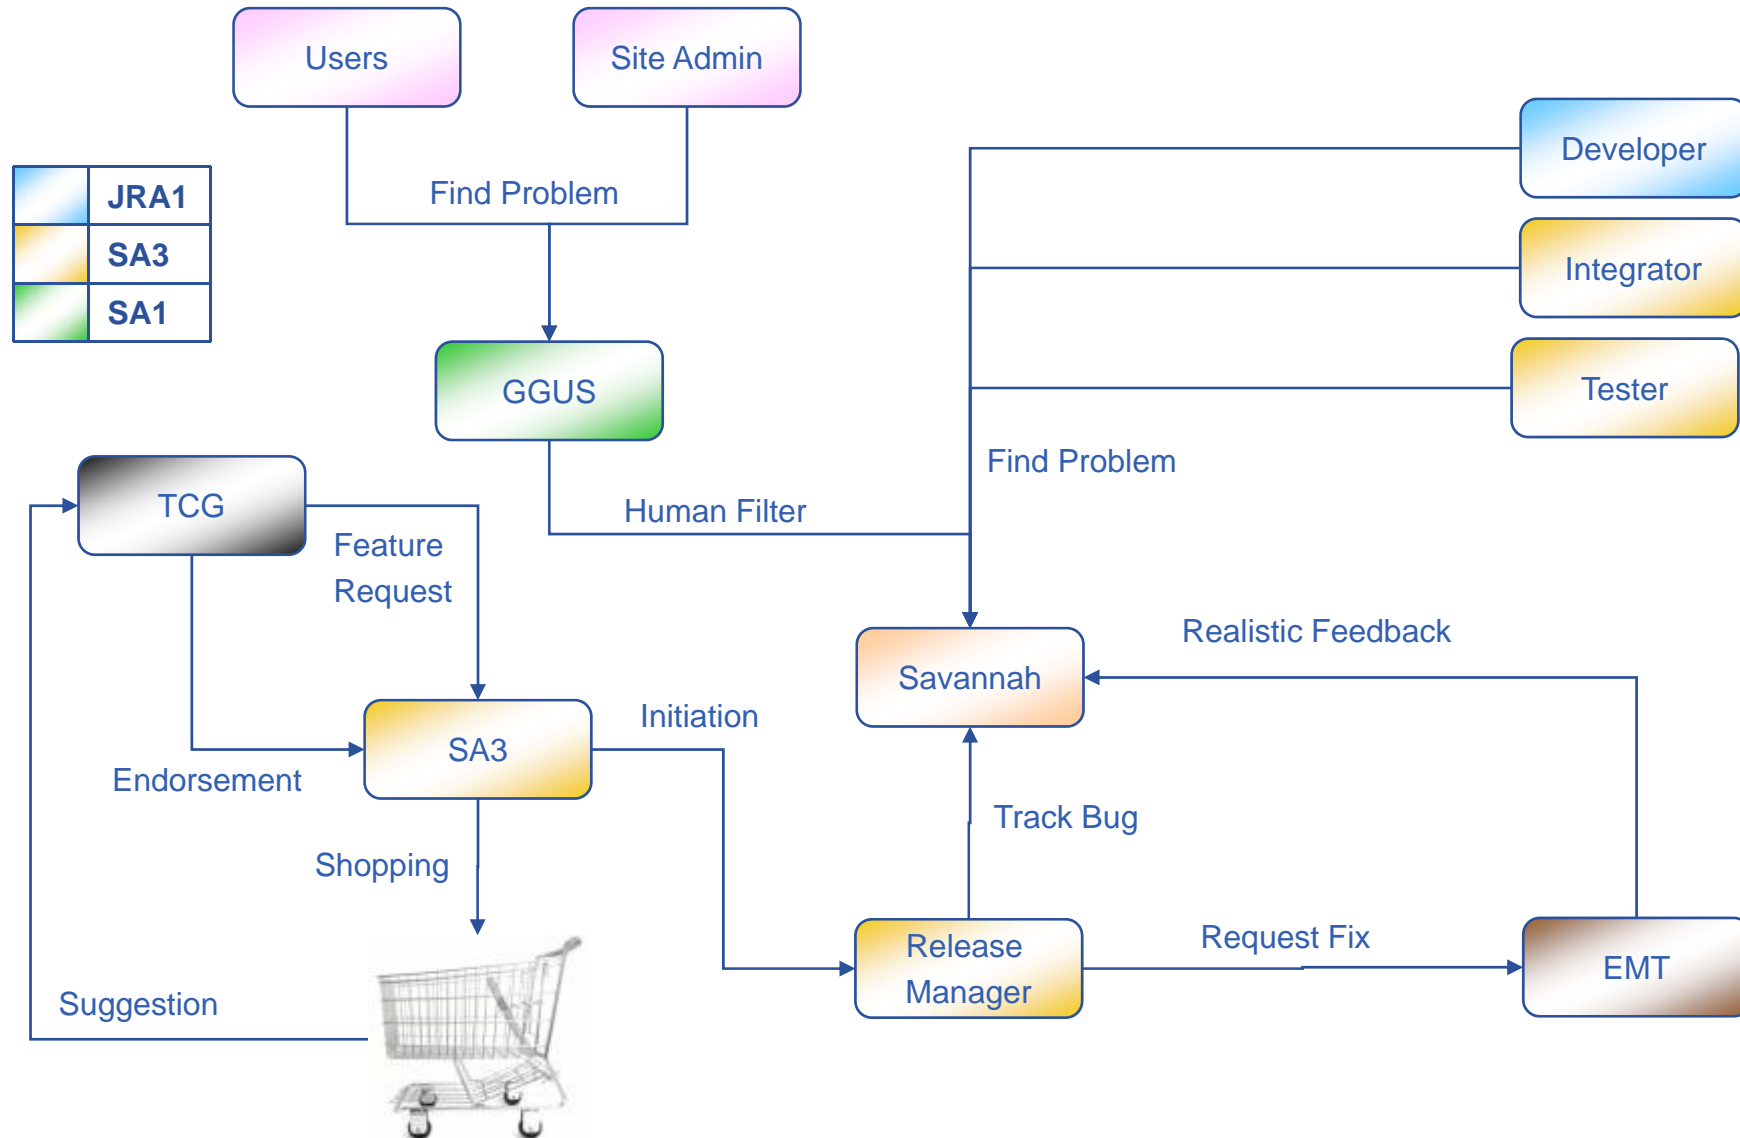 Users
Site Admin
Developer
JRA1
Find Problem
SA3
Integrator
SA1
GGUS
Tester
Find Problem
TCG
Human Filter
Feature
Request
Realistic Feedback
Savannah
Initiation
SA3
Endorsement
Track Bug
Shopping
Release
Manager
Request Fix
EMT
Suggestion